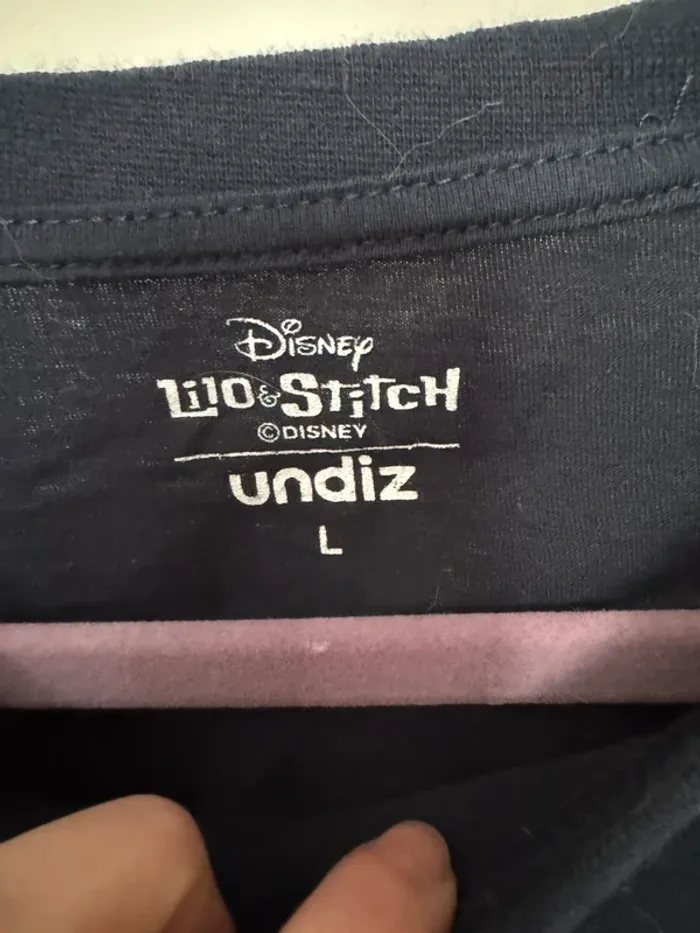 Disney
Lilo & Stitch
©DISNEY
undiz
L